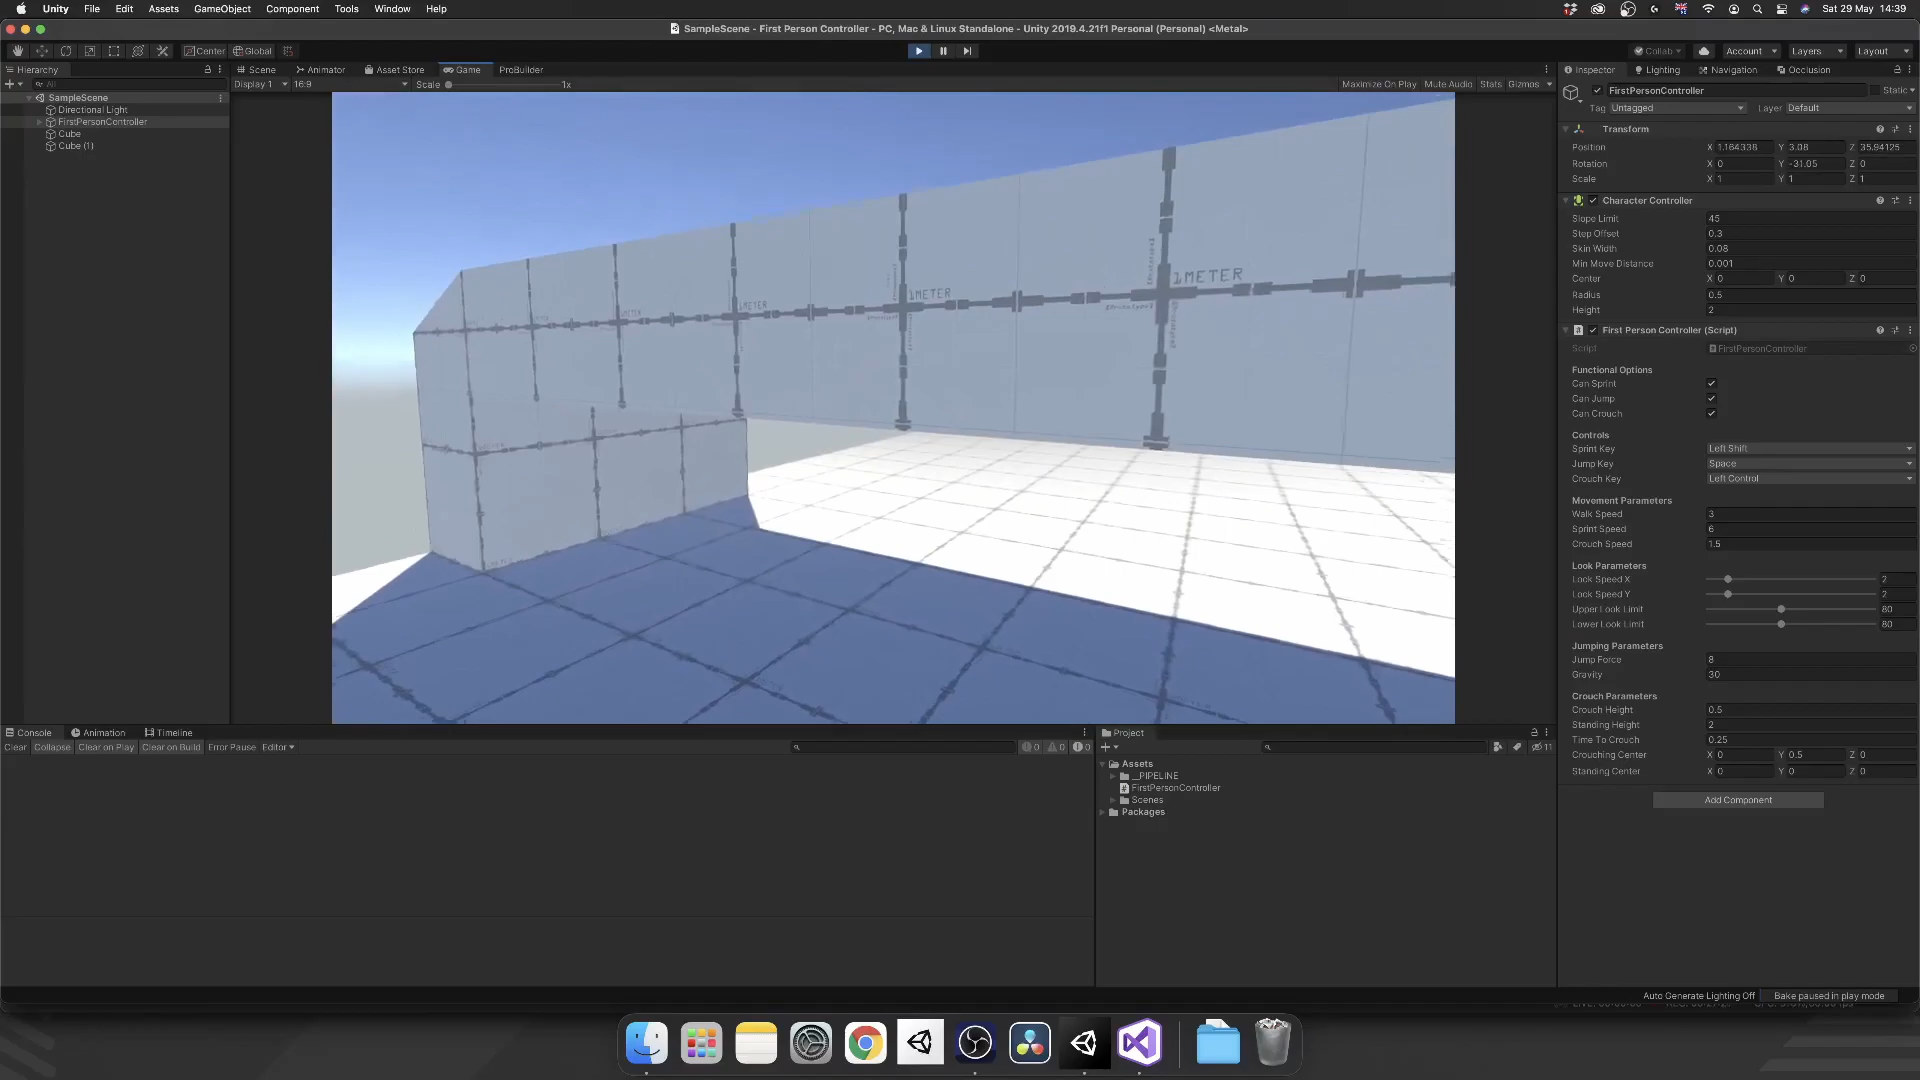 Unity File Edit Assets GameObject Component Tools Window Help Sat 29 May 14:39
SampleScene - First Person Controller - PC, Mac & Linux Standalone - Unity 2019.4.21f1 Personal (Personal) <Metal>
Center Global Collab Account Layers Layout
Hierarchy
All
SampleScene
Directional Light
FirstPersonController
Cube
Cube (1)
Scene Animator Asset Store Game ProBuilder
Display 1 16:9 Scale 1x Maximize On Play Mute Audio Stats Gizmos
1METER
1METER
Inspector Lighting Navigation Occlusion
FirstPersonController Static
Tag Untagged Layer Default
Transform
Position X 1.164338 Y 3.08 Z 35.94125
Rotation X 0 Y -31.05 Z 0
Scale X 1 Y 1 Z 1
Character Controller
Slope Limit 45
Step Offset 0.3
Skin Width 0.08
Min Move Distance 0.001
Center X 0 Y 0 Z 0
Radius 0.5
Height 2
First Person Controller (Script)
Script FirstPersonController
Functional Options
Can Sprint
Can Jump
Can Crouch
Controls
Sprint Key Left Shift
Jump Key Space
Crouch Key Left Control
Movement Parameters
Walk Speed 3
Sprint Speed 6
Crouch Speed 1.5
Look Parameters
Look Speed X 2
Look Speed Y 2
Upper Look Limit 80
Lower Look Limit 80
Jumping Parameters
Jump Force 8
Gravity 30
Crouch Parameters
Crouch Height 0.5
Standing Height 2
Time To Crouch 0.25
Crouching Center X 0 Y 0.5 Z 0
Standing Center X 0 Y 0 Z 0
Add Component
Console Animation Timeline
Clear Collapse Clear on Play Clear on Build Error Pause Editor 0 0 0
Project
11
Assets
__PIPELINE
FirstPersonController
Scenes
Packages
Auto Generate Lighting Off Bake paused in play mode